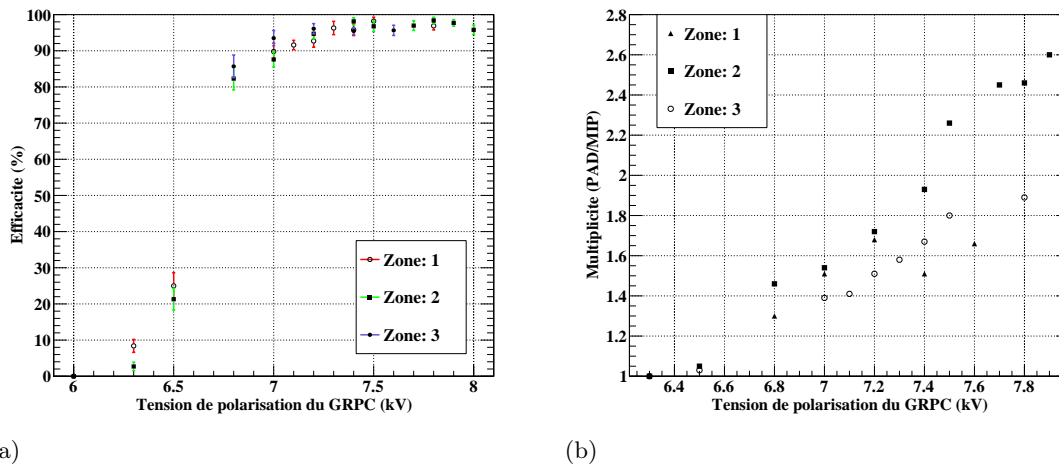 Efficacite (%)
100
90
80
70
60
50
40
30
20
10
0
6
6.5
7
7.5
8
Tension de polarisation du GRPC (kV)
Zone: 1
Zone: 2
Zone: 3
Multiplicite (PAD/MIP)
2.8
2.6
2.4
2.2
2
1.8
1.6
1.4
1.2
1
6.4
6.6
6.8
7
7.2
7.4
7.6
7.8
Tension de polarisation du GRPC (kV)
Zone: 1
Zone: 2
Zone: 3
a)
(b)